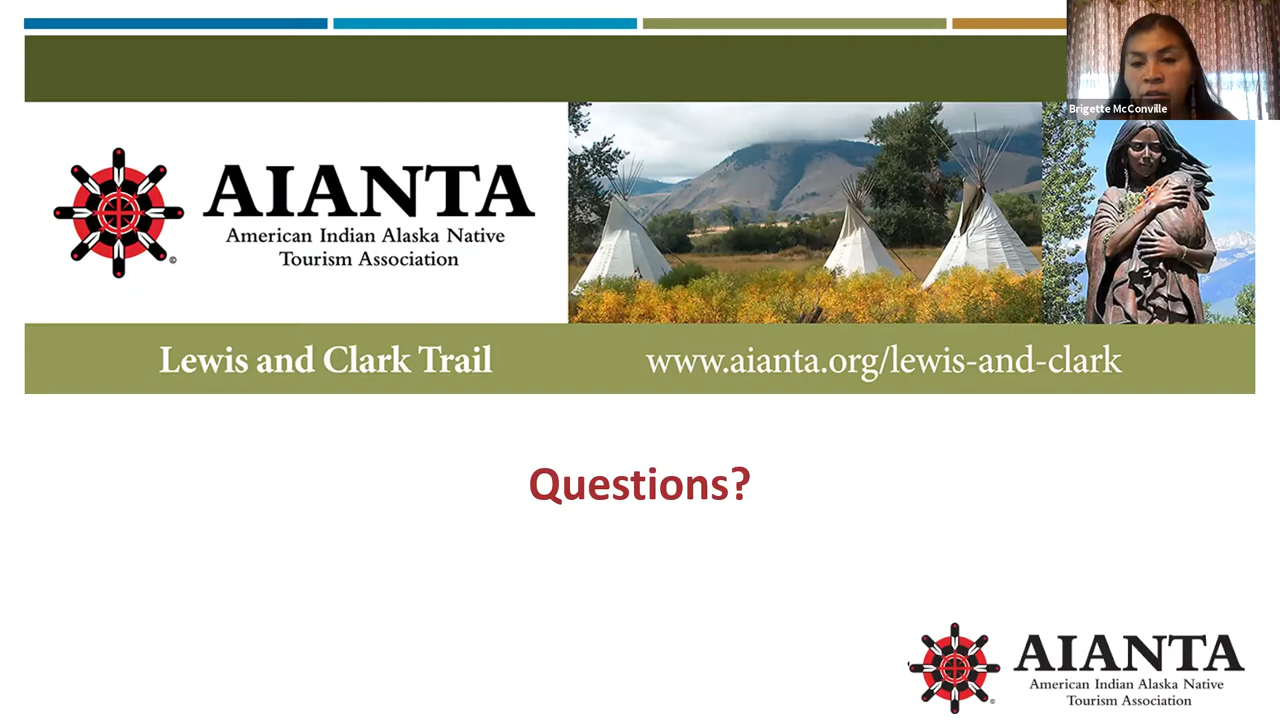 Brigette McConville
AIANTA
American Indian Alaska Native
Tourism Association
©
Lewis and Clark Trail
www.aianta.org/lewis-and-clark
Questions?
AIANTA
American Indian Alaska Native
Tourism Association
©